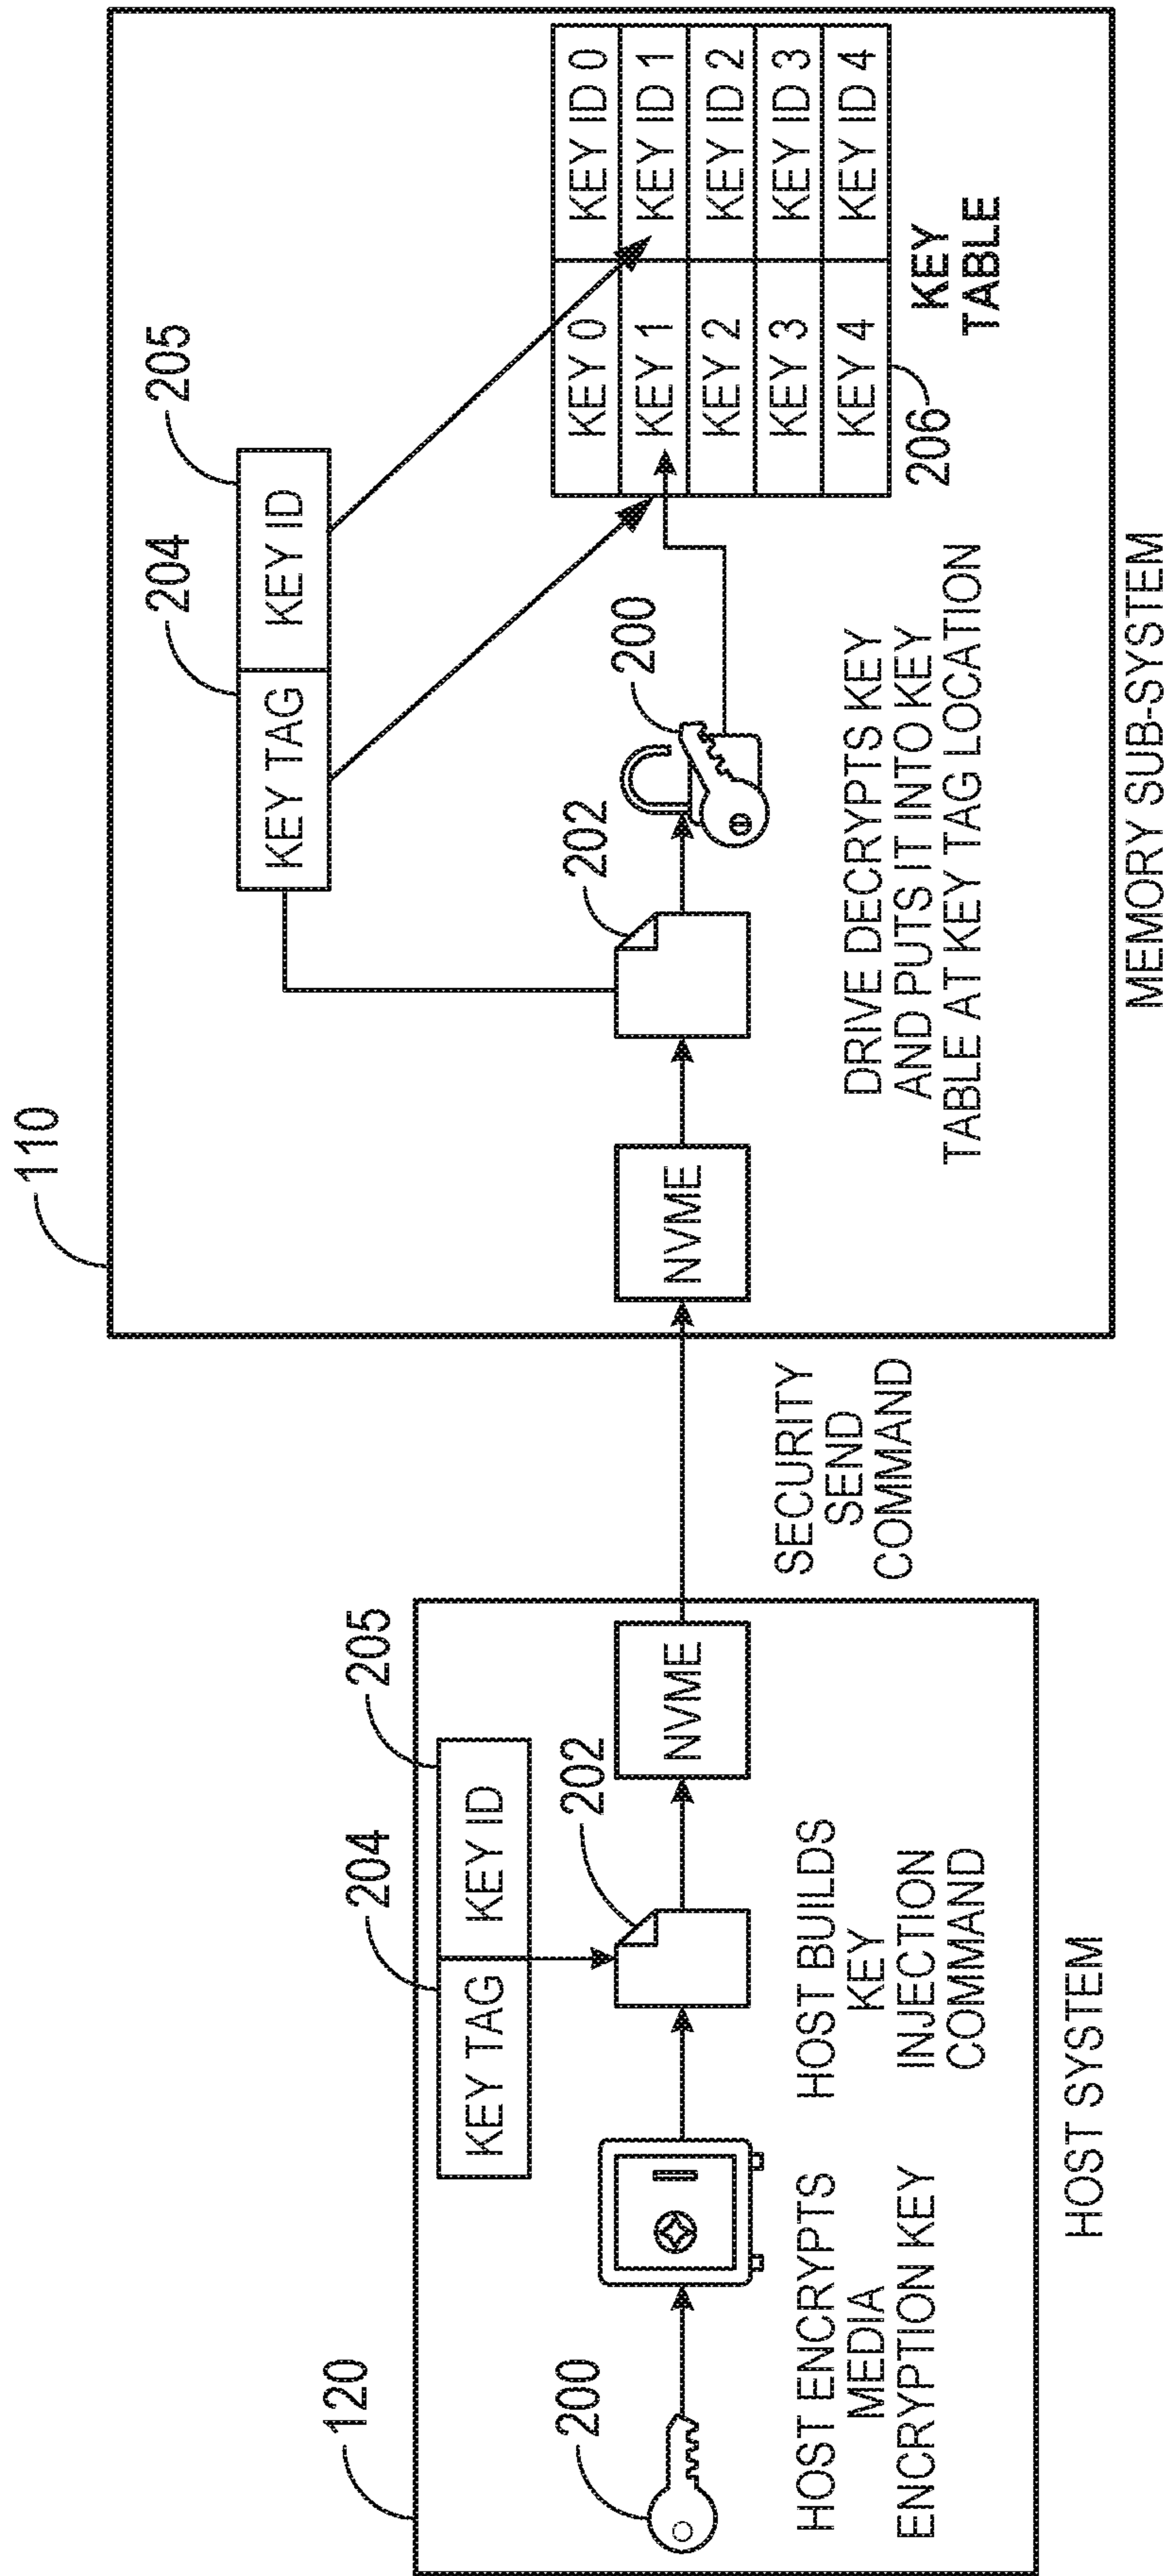 120
200
HOST ENCRYPTS
MEDIA
ENCRYPTION KEY
KEY TAG
KEY ID
204
205
202
HOST BUILDS
KEY
INJECTION
COMMAND
NVME
HOST SYSTEM
SECURITY
SEND
COMMAND
110
NVME
202
KEY TAG
KEY ID
204
205
200
DRIVE DECRYPTS KEY
AND PUTS IT INTO KEY
TABLE AT KEY TAG LOCATION
KEY 0 KEY ID 0
KEY 1 KEY ID 1
KEY 2 KEY ID 2
KEY 3 KEY ID 3
KEY 4 KEY ID 4
206
KEY
TABLE
MEMORY SUB-SYSTEM